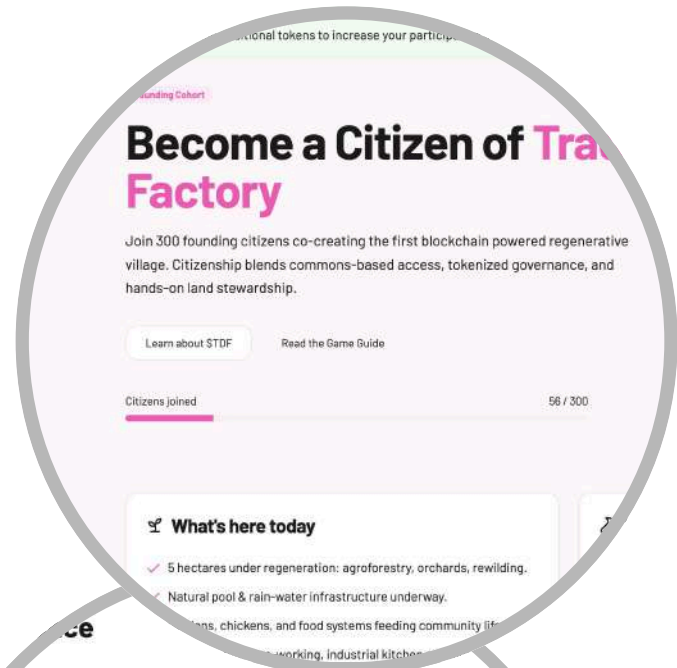 tional tokens to increase your particip
unding Cohort
Become a Citizen of Tra
Factory
Join 300 founding citizens co-creating the first blockchain powered regenerative
village. Citizenship blends commons-based access, tokenized governance, and
hands-on land stewardship.
Learn about $TDF Read the Game Guide
Citizens joined 56 / 300
What's here today
5 hectares under regeneration: agroforestry, orchards, rewilding.
Natural pool & rain-water infrastructure underway.
ns, chickens, and food systems feeding community life
working, industrial kitchen
ce